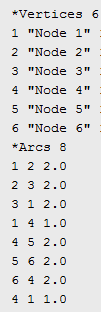 *Vertices 6
1 "Node 1"
2 "Node 2"
3 "Node 3"
4 "Node 4"
5 "Node 5"
6 "Node 6"
*Arcs 8
1 2 2.0
2 3 2.0
3 1 2.0
1 4 1.0
4 5 2.0
5 6 2.0
6 4 2.0
4 1 1.0